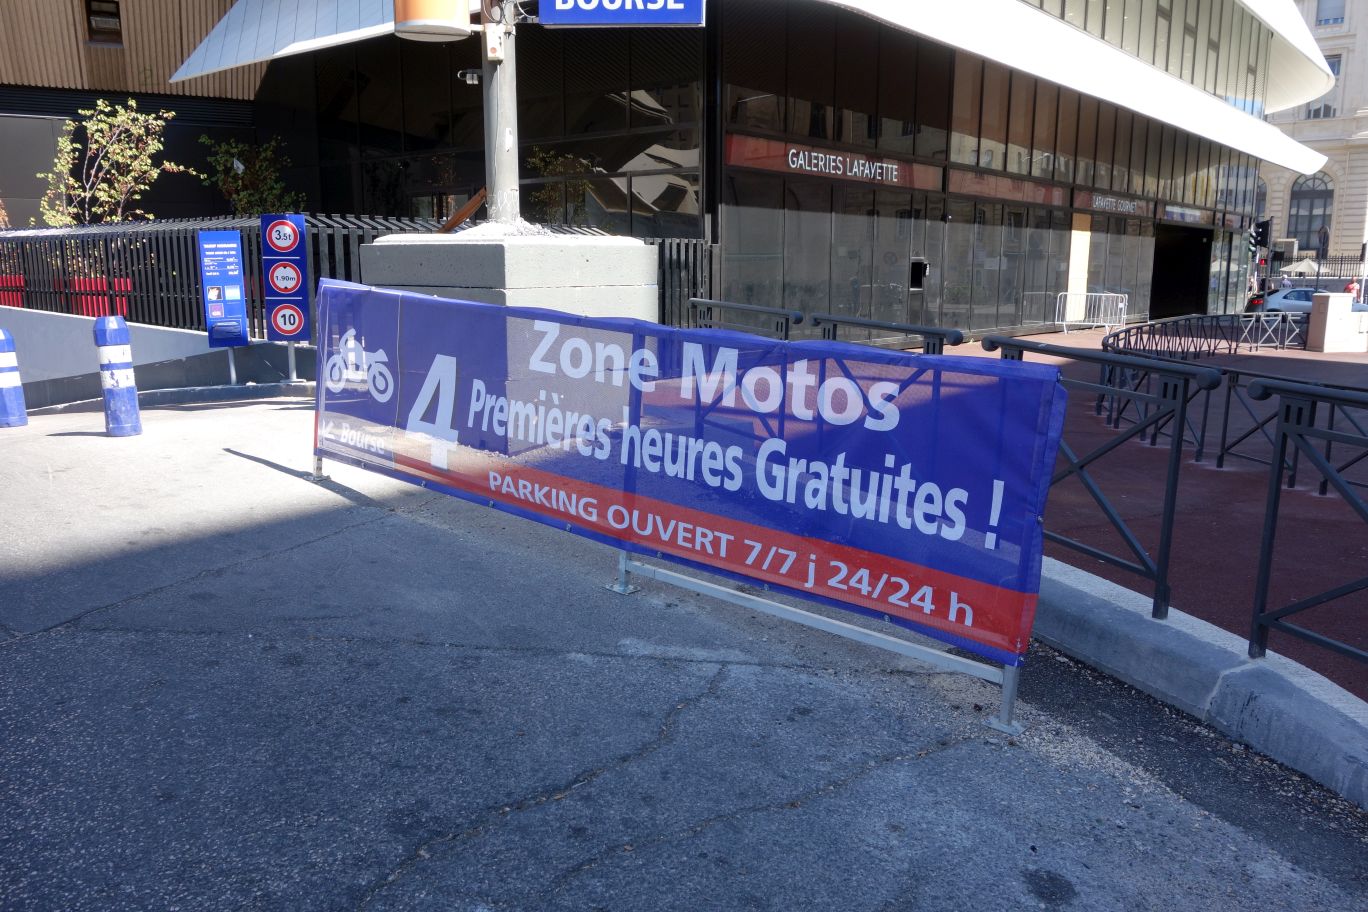 BOURSE
GALERIES LAFAYETTE
LAFAYETTE GOURMET
3.5t
1.90m
10
Zone Motos
4 Premières heures Gratuites !
Bourse
PARKING OUVERT 7/7 j 24/24 h